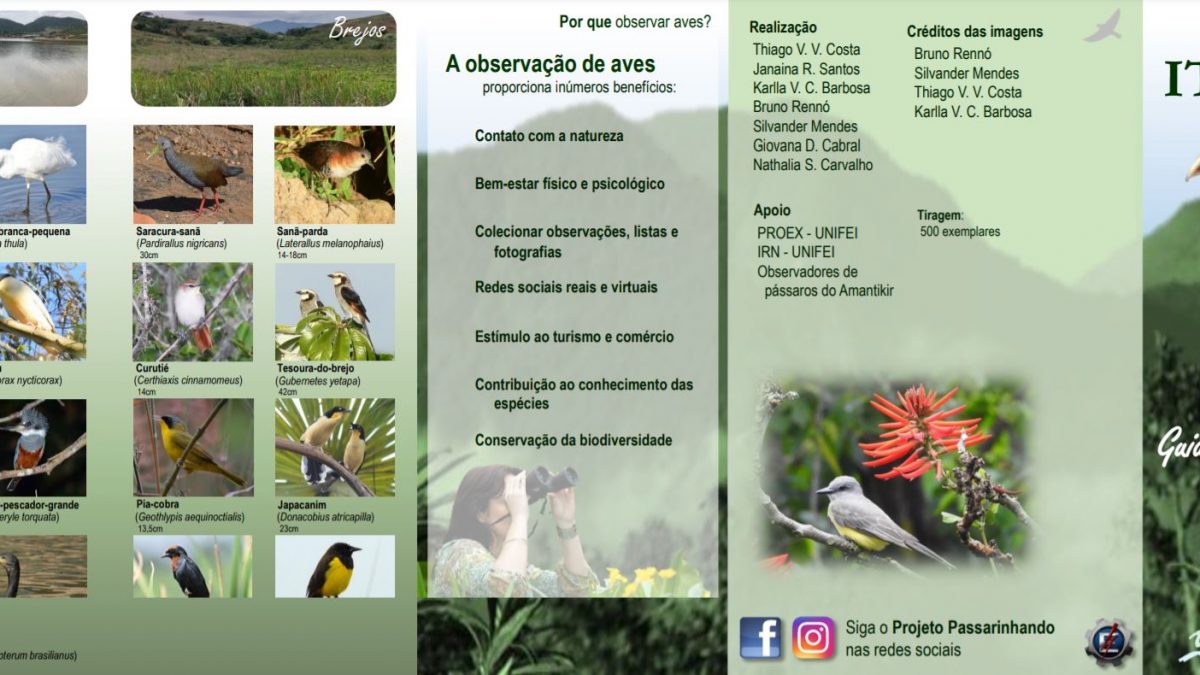 Brejos
branca-pequena
thula)
Saracura-sanã
(Pardirallus nigricans)
30cm
Sanã-parda
(Laterallus melanophaius)
14-18cm
orax nycticorax)
Curutié
(Certhiaxis cinnamomeus)
14cm
Tesoura-do-brejo
(Gubernetes yetapa)
42cm
-pescador-grande
eryle torquata)
Pia-cobra
(Geothlypis aequinoctialis)
13,5cm
Japacanim
(Donacobius atricapilla)
23cm
opterum brasilianus)
Por que observar aves?
A observação de aves
proporciona inúmeros benefícios:
Contato com a natureza
Bem-estar físico e psicológico
Colecionar observações, listas e
fotografias
Redes sociais reais e virtuais
Estímulo ao turismo e comércio
Contribuição ao conhecimento das
espécies
Conservação da biodiversidade
Realização
Thiago V. V. Costa
Janaina R. Santos
Karlla V. C. Barbosa
Bruno Rennó
Silvander Mendes
Giovana D. Cabral
Nathalia S. Carvalho
Apoio
PROEX - UNIFEI
IRN - UNIFEI
Observadores de
pássaros do Amantikir
Créditos das imagens
Bruno Rennó
Silvander Mendes
Thiago V. V. Costa
Karlla V. C. Barbosa
Tiragem:
500 exemplares
Siga o Projeto Passarinhando
nas redes sociais
IT
Guia